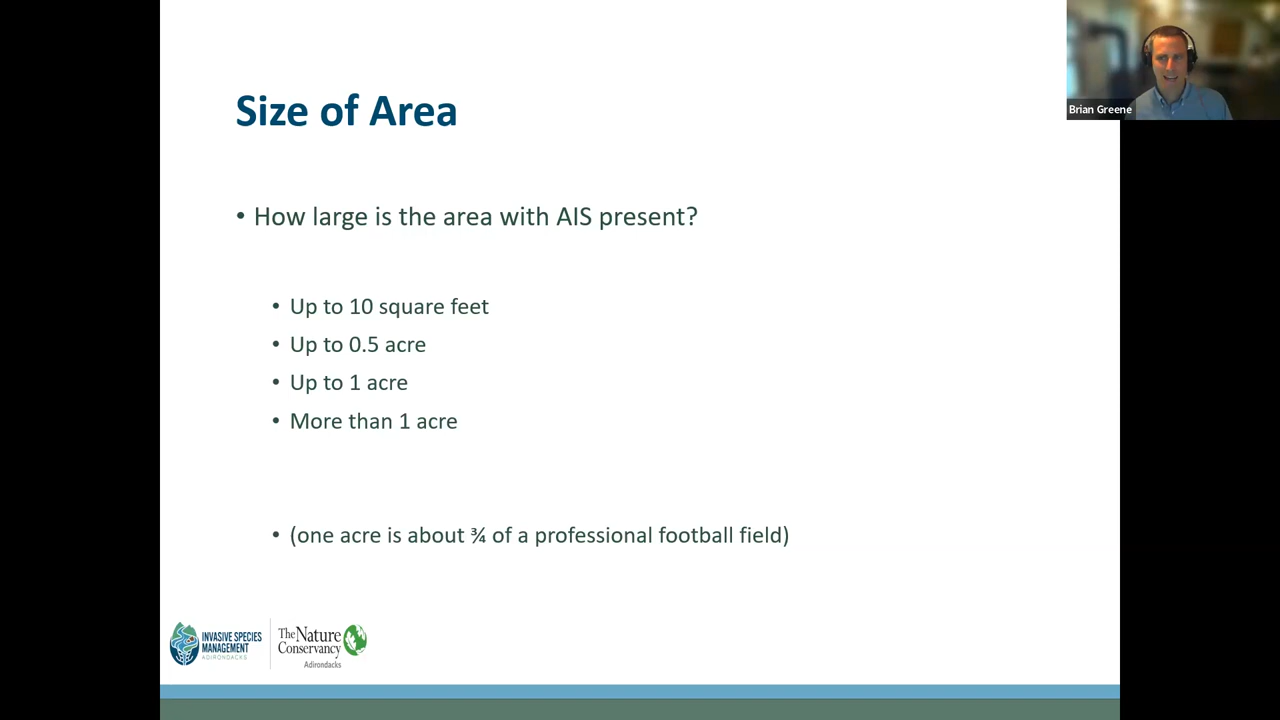 Size of Area
• How large is the area with AIS present?
• Up to 10 square feet
• Up to 0.5 acre
• Up to 1 acre
• More than 1 acre
• (one acre is about ¾ of a professional football field)
Brian Greene
INVASIVE SPECIES
MANAGEMENT
ADIRONDACKS
The Nature
Conservancy
Adirondacks